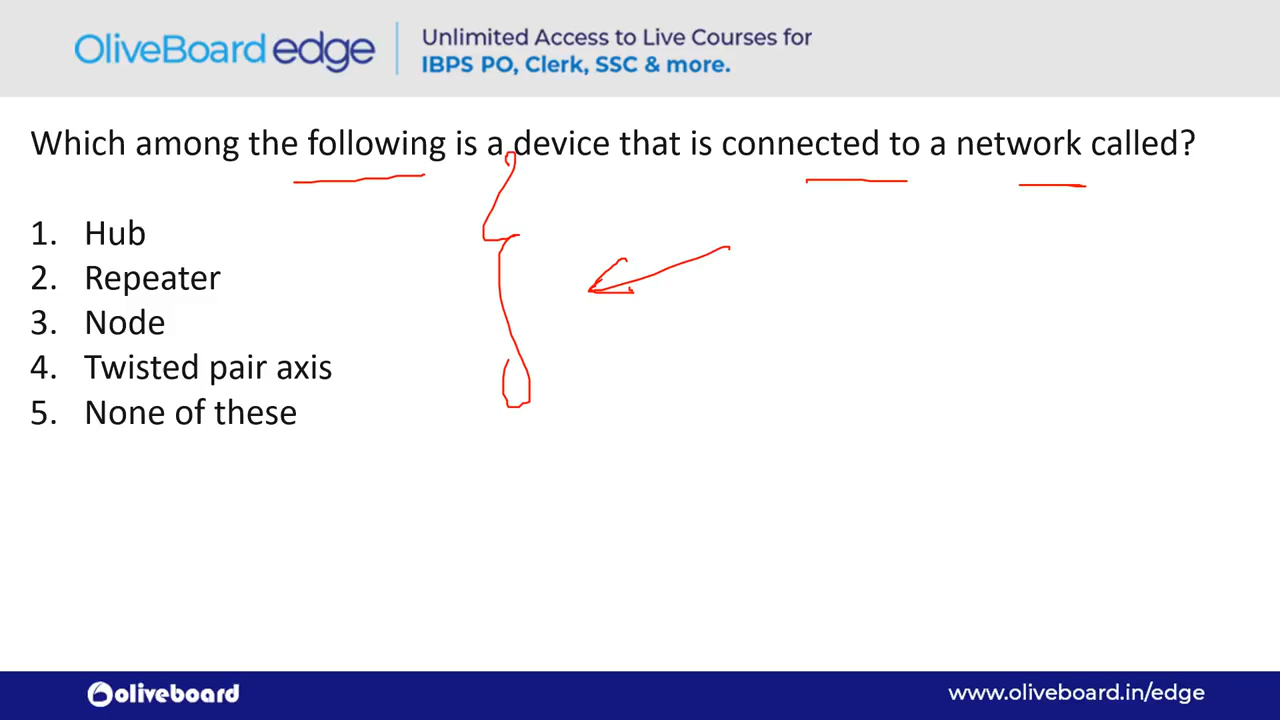 OliveBoard edge
Unlimited Access to Live Courses for
IBPS PO, Clerk, SSC & more.
Which among the following is a device that is connected to a network called?
1. Hub
2. Repeater
3. Node
4. Twisted pair axis
5. None of these
oliveboard
www.oliveboard.in/edge